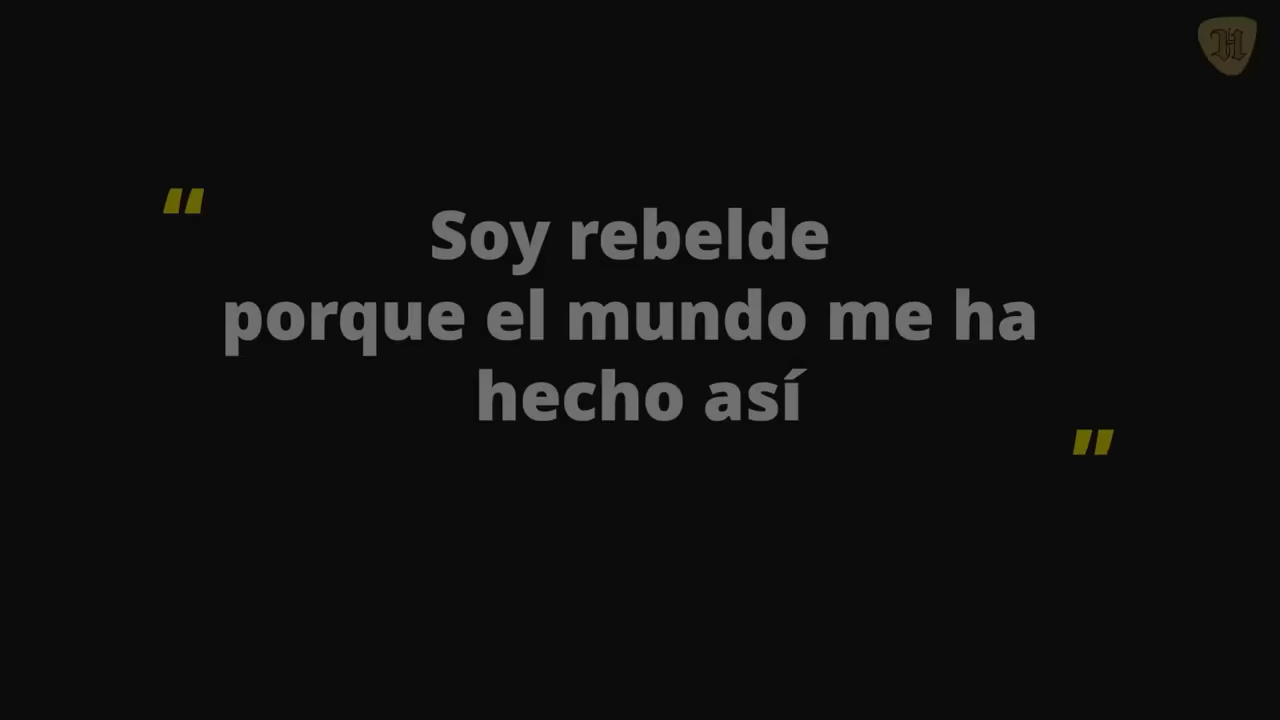 “
Soy rebelde
porque el mundo me ha
hecho así
”
H